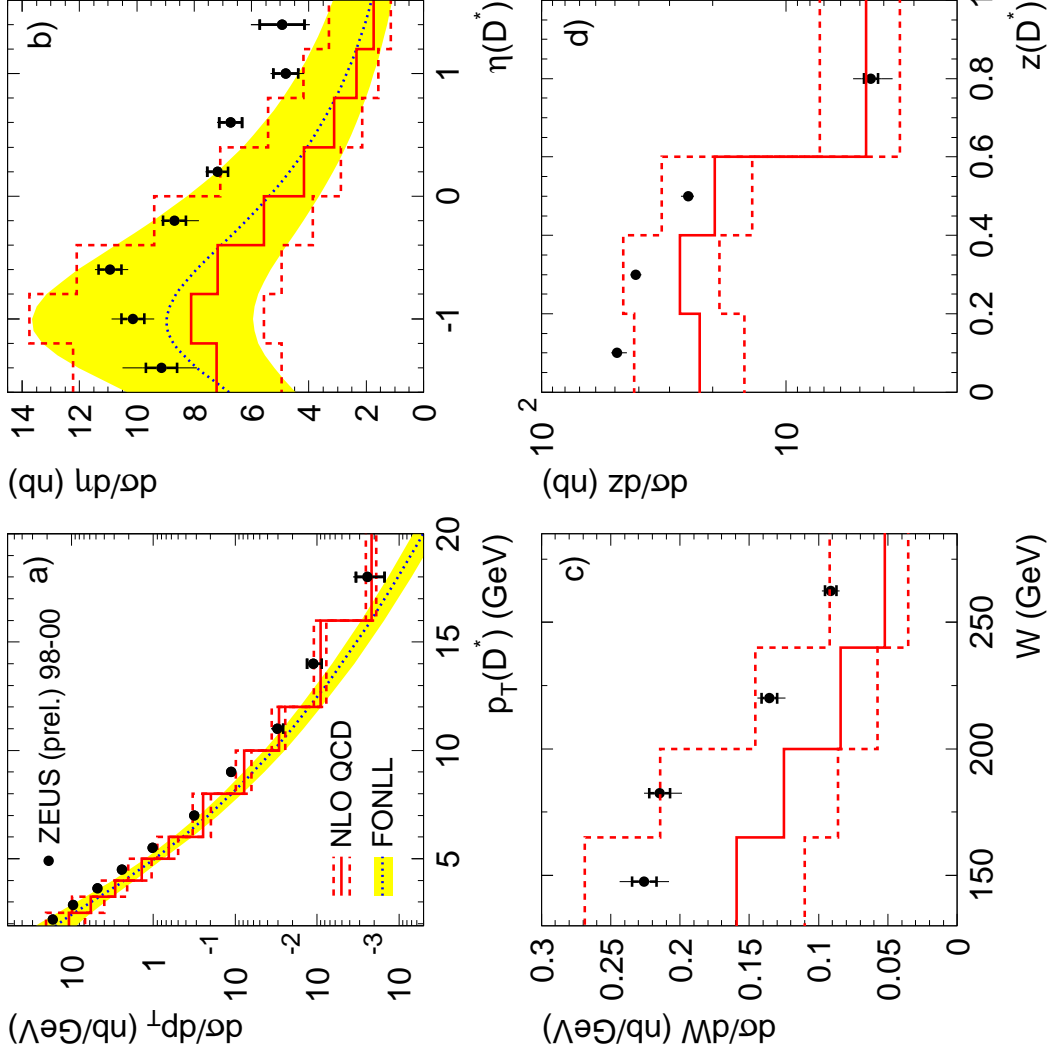 dσ/dp_T (nb/GeV)
a)
ZEUS (prel.) 98-00
NLO QCD
FONLL
10
1
10^-1
10^-2
10^-3
5 10 15 20
p_T(D^*) (GeV)
dσ/dη (nb)
b)
14
12
10
8
6
4
2
0
-1 0 1
η(D^*)
dσ/dW (nb/GeV)
c)
0.3
0.25
0.2
0.15
0.1
0.05
0
150 200 250
W (GeV)
dσ/dz (nb)
d)
10^2
10
0 0.2 0.4 0.6 0.8 1
z(D^*)